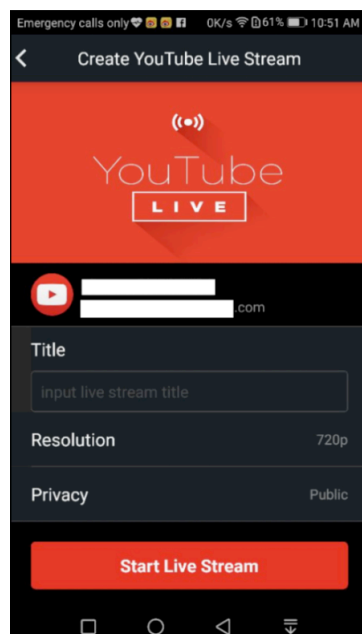 Emergency calls only 0K/s 61% 10:51 AM
Create YouTube Live Stream
YouTube
LIVE
.com
Title
input live stream title
Resolution 720p
Privacy Public
Start Live Stream